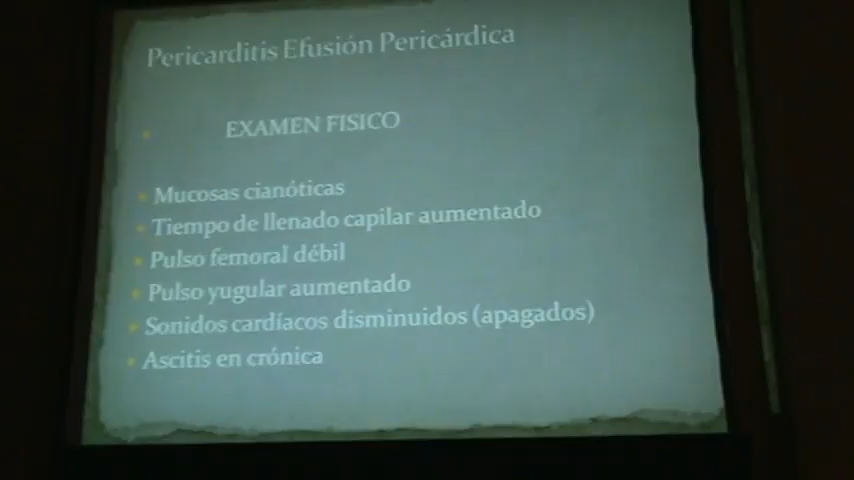 Pericarditis Efusión Pericárdica
EXAMEN FISICO
Mucosas cianóticas
Tiempo de llenado capilar aumentado
Pulso femoral débil
Pulso yugular aumentado
Sonidos cardíacos disminuidos (apagados)
Ascitis en crónica